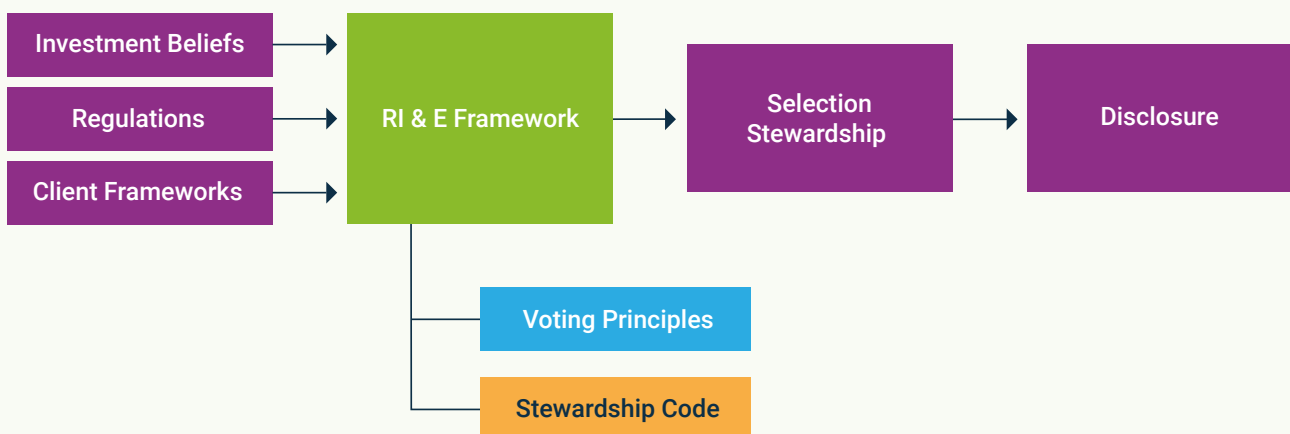 Investment Beliefs
Regulations
Client Frameworks
RI & E Framework
Selection
Stewardship
Disclosure
Voting Principles
Stewardship Code